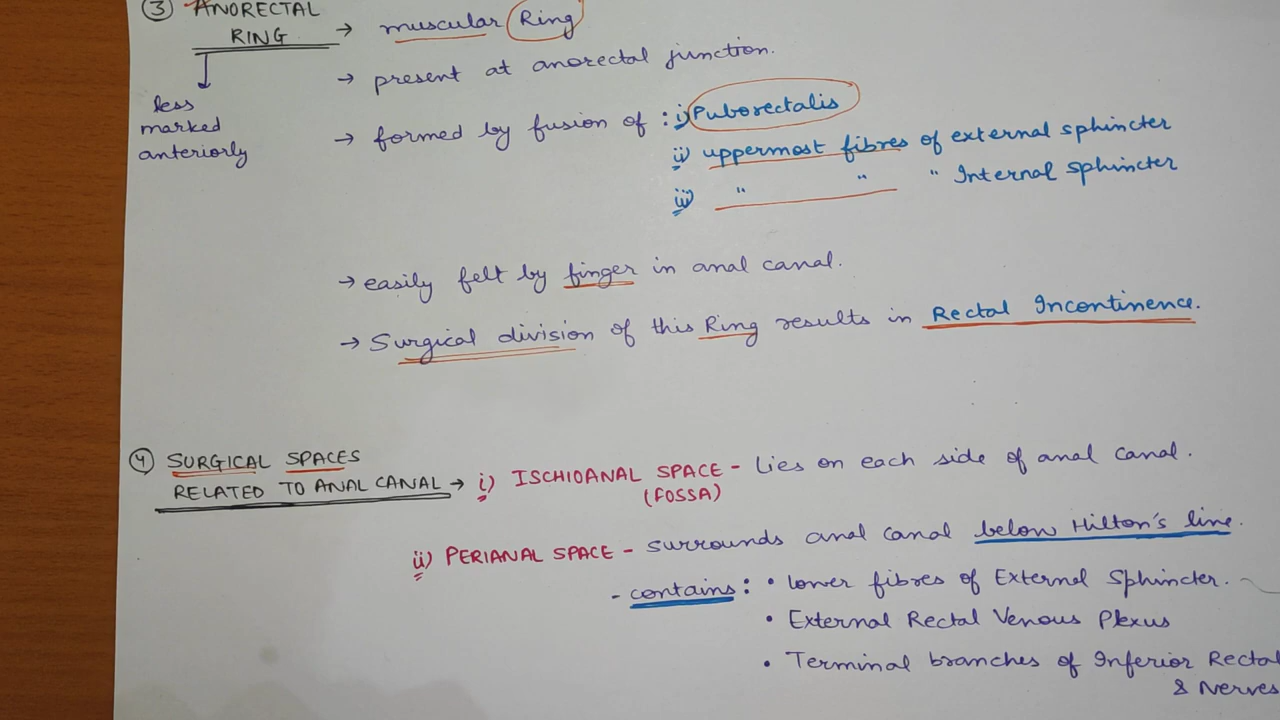 ③ ANORECTAL RING → muscular Ring
↓
less
marked
anteriorly
→ present at anorectal junction.
→ formed by fusion of : i) Puborectalis
ii) uppermost fibres of external sphincter
iii) " " " Internal sphincter
→ easily felt by finger in anal canal.
→ Surgical division of this Ring results in Rectal Incontinence.
④ SURGICAL SPACES
RELATED TO ANAL CANAL → i) ISCHIOANAL SPACE - Lies on each side of anal canal.
(FOSSA)
ii) PERIANAL SPACE - surrounds anal canal below Hilton's line.
- contains : • lower fibres of External Sphincter.
• External Rectal Venous Plexus
• Terminal branches of Inferior Rectal
& Nerves